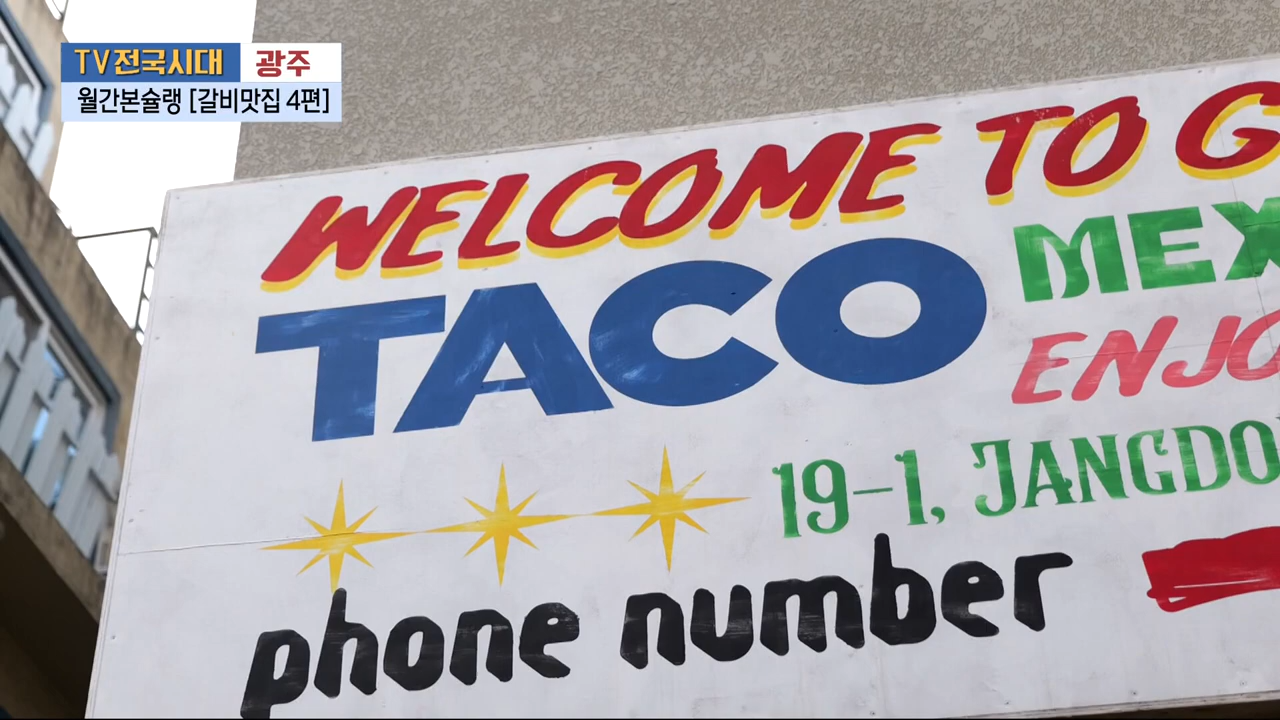 TV전국시대 광주
월간본슐랭 [갈비맛집 4편]
WELCOME TO G
TACO
MEX
ENJO
19-1, JANGDO
phone number